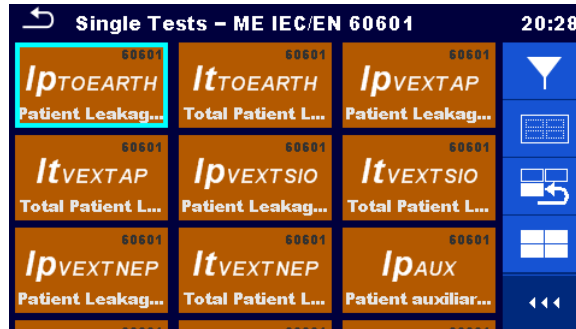 Single Tests – ME IEC/EN 60601 20:28
60601 60601 60601
IpTOEARTH ItTOEARTH IpVEXTAP
Patient Leakag... Total Patient L... Patient Leakag...
60601 60601 60601
ItVEXTAP IpVEXTSIO ItVEXTSIO
Total Patient L... Patient Leakag... Total Patient L...
60601 60601 60601
IpVEXTNEP ItVEXTNEP IpAUX
Patient Leakag... Total Patient L... Patient auxiliar...